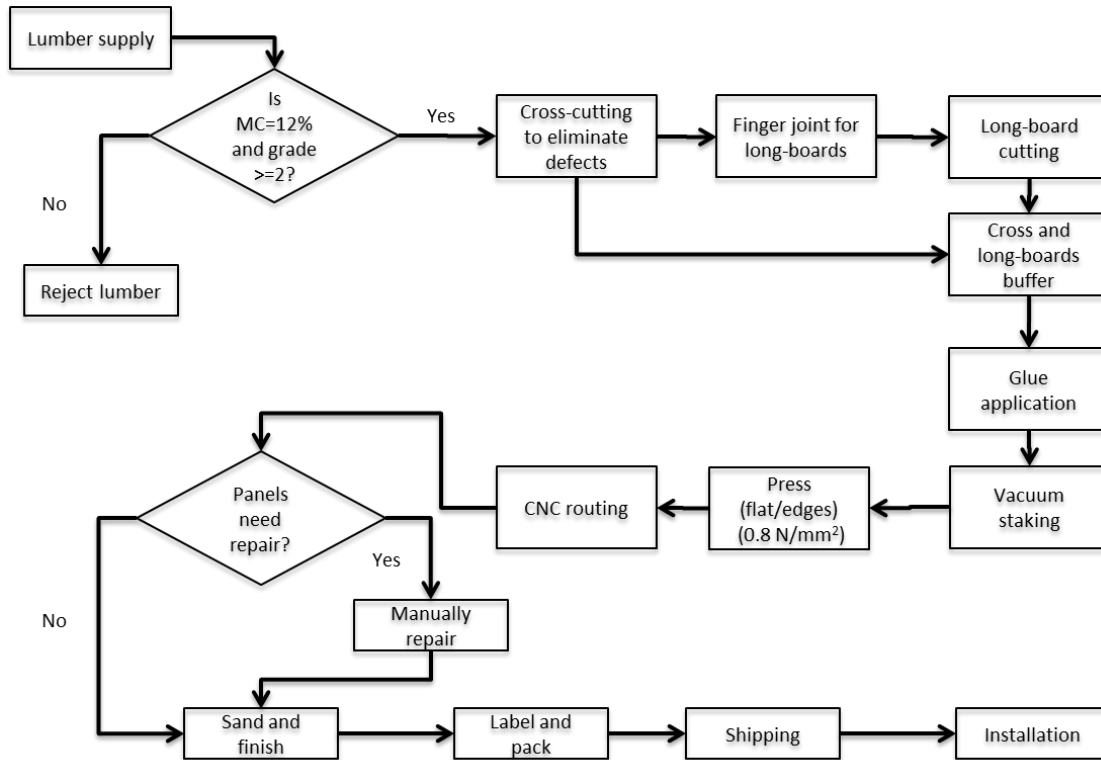 Lumber supply
Is
MC=12%
and grade
>=2?
Yes
No
Reject lumber
Cross-cutting
to eliminate
defects
Finger joint for
long-boards
Long-board
cutting
Cross and
long-boards
buffer
Glue
application
Vacuum
staking
Press
(flat/edges)
(0.8 N/mm²)
CNC routing
Panels
need
repair?
Yes
No
Manually
repair
Sand and
finish
Label and
pack
Shipping
Installation